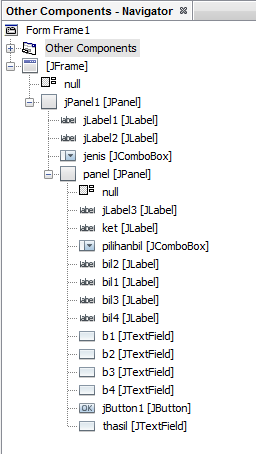 Other Components - Navigator
Form Frame1
Other Components
[JFrame]
null
jPanel1 [JPanel]
label jLabel1 [JLabel]
label jLabel2 [JLabel]
jenis [JComboBox]
panel [JPanel]
null
label jLabel3 [JLabel]
label ket [JLabel]
pilihanbil [JComboBox]
label bil2 [JLabel]
label bil1 [JLabel]
label bil3 [JLabel]
label bil4 [JLabel]
b1 [JTextField]
b2 [JTextField]
b3 [JTextField]
b4 [JTextField]
OK jButton1 [JButton]
thasil [JTextField]